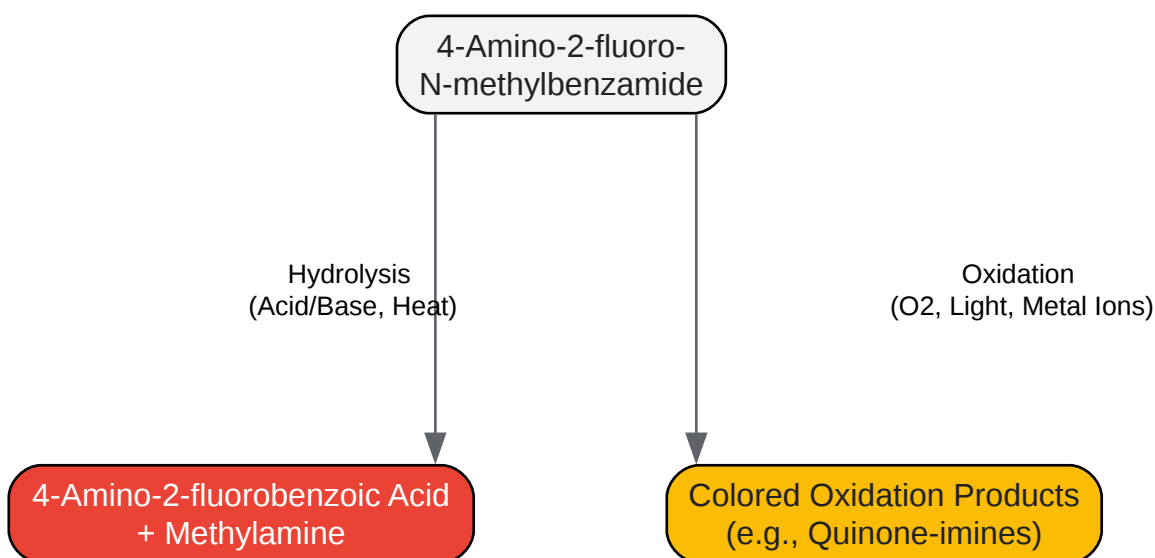 4-Amino-2-fluoro-
N-methylbenzamide
Hydrolysis
(Acid/Base, Heat)
Oxidation
(O2, Light, Metal Ions)
4-Amino-2-fluorobenzoic Acid
+ Methylamine
Colored Oxidation Products
(e.g., Quinone-imines)